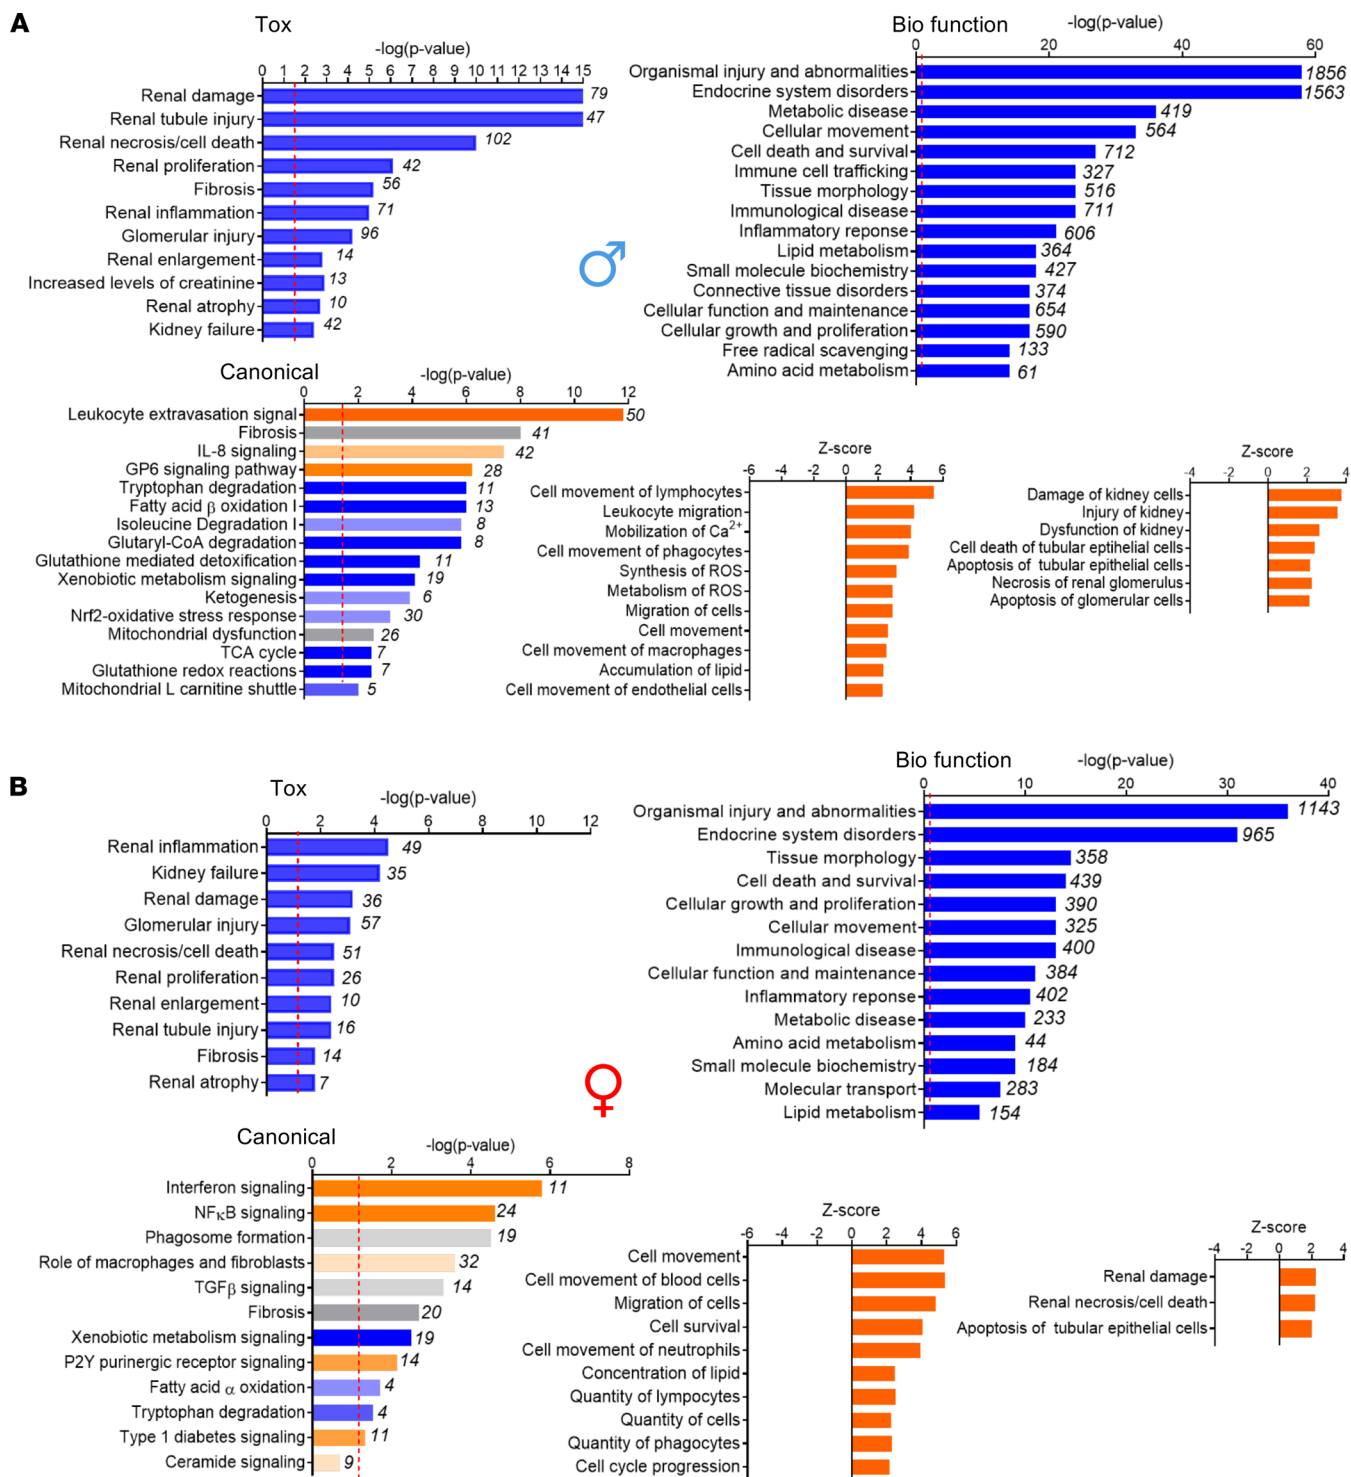 A
Tox
-log(p-value)
0 1 2 3 4 5 6 7 8 9 10 11 12 13 14 15
Renal damage 79
Renal tubule injury 47
Renal necrosis/cell death 102
Renal proliferation 42
Fibrosis 56
Renal inflammation 71
Glomerular injury 96
Renal enlargement 14
Increased levels of creatinine 13
Renal atrophy 10
Kidney failure 42
Bio function
-log(p-value)
0 20 40 60
Organismal injury and abnormalities 1856
Endocrine system disorders 1563
Metabolic disease 419
Cellular movement 564
Cell death and survival 712
Immune cell trafficking 327
Tissue morphology 516
Immunological disease 711
Inflammatory reponse 606
Lipid metabolism 364
Small molecule biochemistry 427
Connective tissue disorders 374
Cellular function and maintenance 654
Cellular growth and proliferation 590
Free radical scavenging 133
Amino acid metabolism 61
♂
Canonical
-log(p-value)
0 2 4 6 8 10 12
Leukocyte extravasation signal 50
Fibrosis 41
IL-8 signaling 42
GP6 signaling pathway 28
Tryptophan degradation 11
Fatty acid β oxidation I 13
Isoleucine Degradation I 8
Glutaryl-CoA degradation 8
Glutathione mediated detoxification 11
Xenobiotic metabolism signaling 19
Ketogenesis 6
Nrf2-oxidative stress response 30
Mitochondrial dysfunction 26
TCA cycle 7
Glutathione redox reactions 7
Mitochondrial L carnitine shuttle 5
Z-score
-6 -4 -2 0 2 4 6
Cell movement of lymphocytes
Leukocyte migration
Mobilization of Ca2+
Cell movement of phagocytes
Synthesis of ROS
Metabolism of ROS
Migration of cells
Cell movement
Cell movement of macrophages
Accumulation of lipid
Cell movement of endothelial cells
Z-score
-4 -2 0 2 4
Damage of kidney cells
Injury of kidney
Dysfunction of kidney
Cell death of tubular epithelial cells
Apoptosis of tubular epithelial cells
Necrosis of renal glomerulus
Apoptosis of glomerular cells
B
Tox
-log(p-value)
0 2 4 6 8 10 12
Renal inflammation 49
Kidney failure 35
Renal damage 36
Glomerular injury 57
Renal necrosis/cell death 51
Renal proliferation 26
Renal enlargement 10
Renal tubule injury 16
Fibrosis 14
Renal atrophy 7
Bio function
-log(p-value)
0 10 20 30 40
Organismal injury and abnormalities 1143
Endocrine system disorders 965
Tissue morphology 358
Cell death and survival 439
Cellular growth and proliferation 390
Cellular movement 325
Immunological disease 400
Cellular function and maintenance 384
Inflammatory reponse 402
Metabolic disease 233
Amino acid metabolism 44
Small molecule biochemistry 184
Molecular transport 283
Lipid metabolism 154
♀
Canonical
-log(p-value)
0 2 4 6 8
Interferon signaling 11
NFκB signaling 24
Phagosome formation 19
Role of macrophages and fibroblasts 32
TGFβ signaling 14
Fibrosis 20
Xenobiotic metabolism signaling 19
P2Y purinergic receptor signaling 14
Fatty acid α oxidation 4
Tryptophan degradation 4
Type 1 diabetes signaling 11
Ceramide signaling 9
Z-score
-6 -4 -2 0 2 4 6
Cell movement
Cell movement of blood cells
Migration of cells
Cell survival
Cell movement of neutrophils
Concentration of lipid
Quantity of lympocytes
Quantity of cells
Quantity of phagocytes
Cell cycle progression
Z-score
-4 -2 0 2 4
Renal damage
Renal necrosis/cell death
Apoptosis of tubular epithelial cells